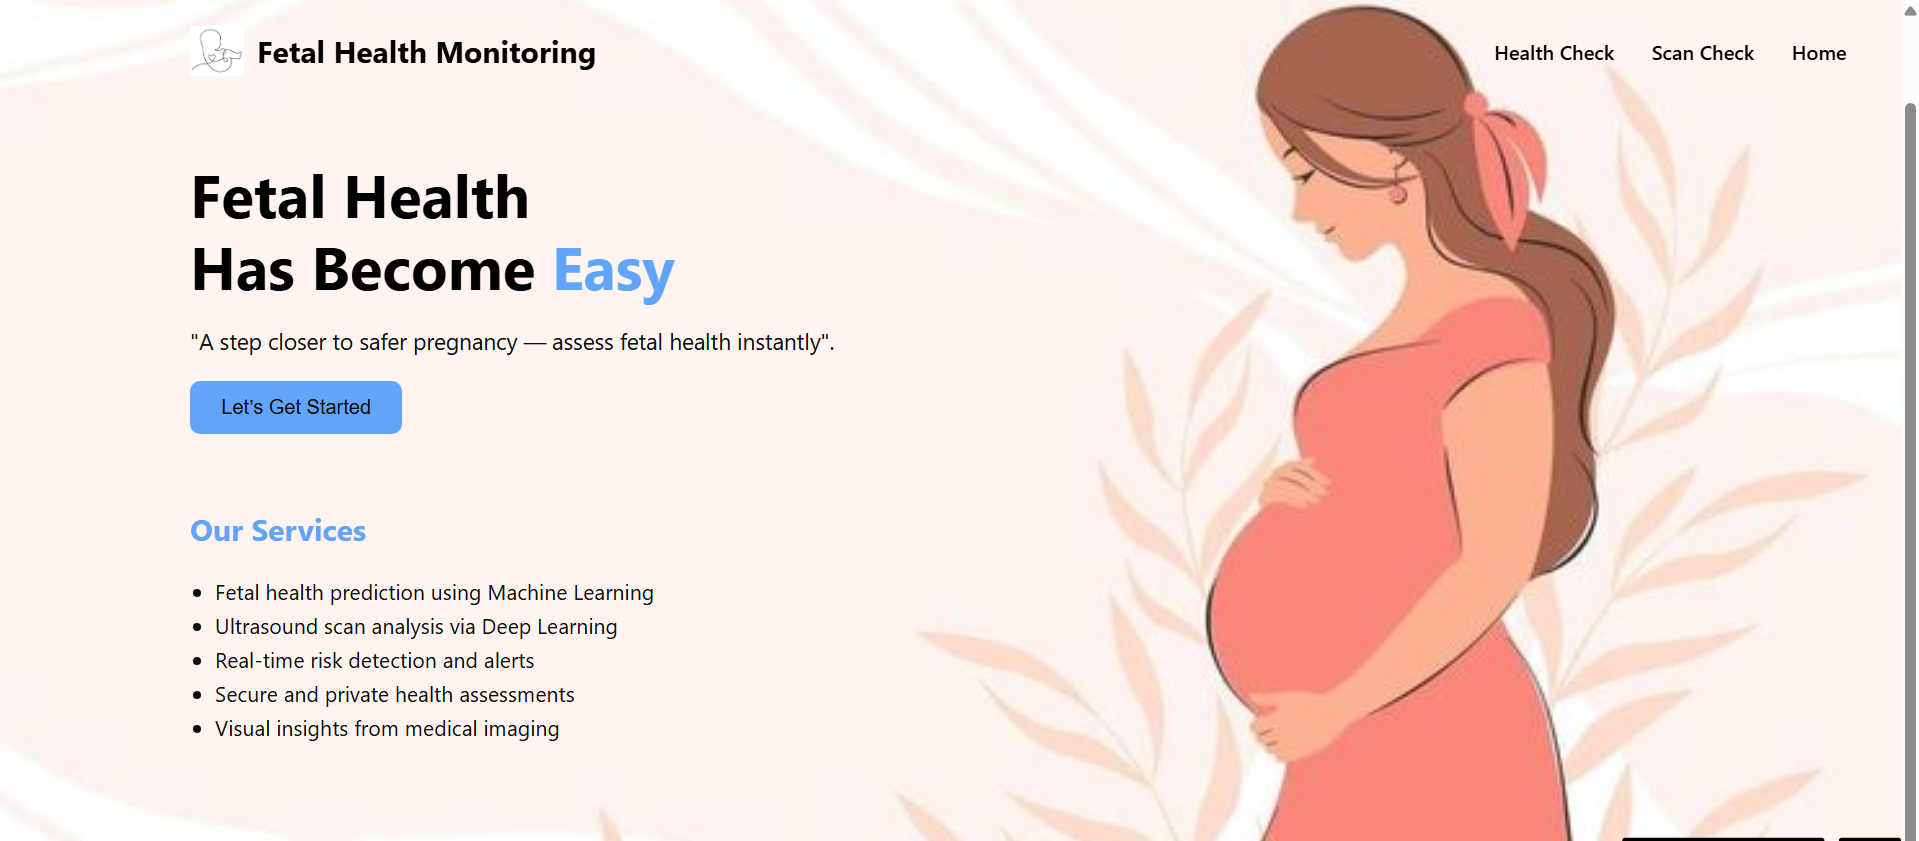 Fetal Health Monitoring
Health Check
Scan Check
Home
Fetal Health
Has Become Easy
"A step closer to safer pregnancy — assess fetal health instantly".
Let's Get Started
Our Services
• Fetal health prediction using Machine Learning
• Ultrasound scan analysis via Deep Learning
• Real-time risk detection and alerts
• Secure and private health assessments
• Visual insights from medical imaging